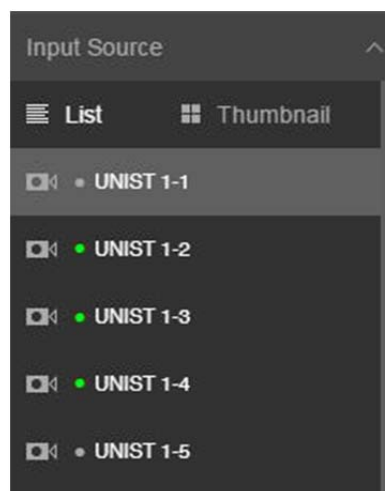 Input Source
List Thumbnail
UNIST 1-1
UNIST 1-2
UNIST 1-3
UNIST 1-4
UNIST 1-5